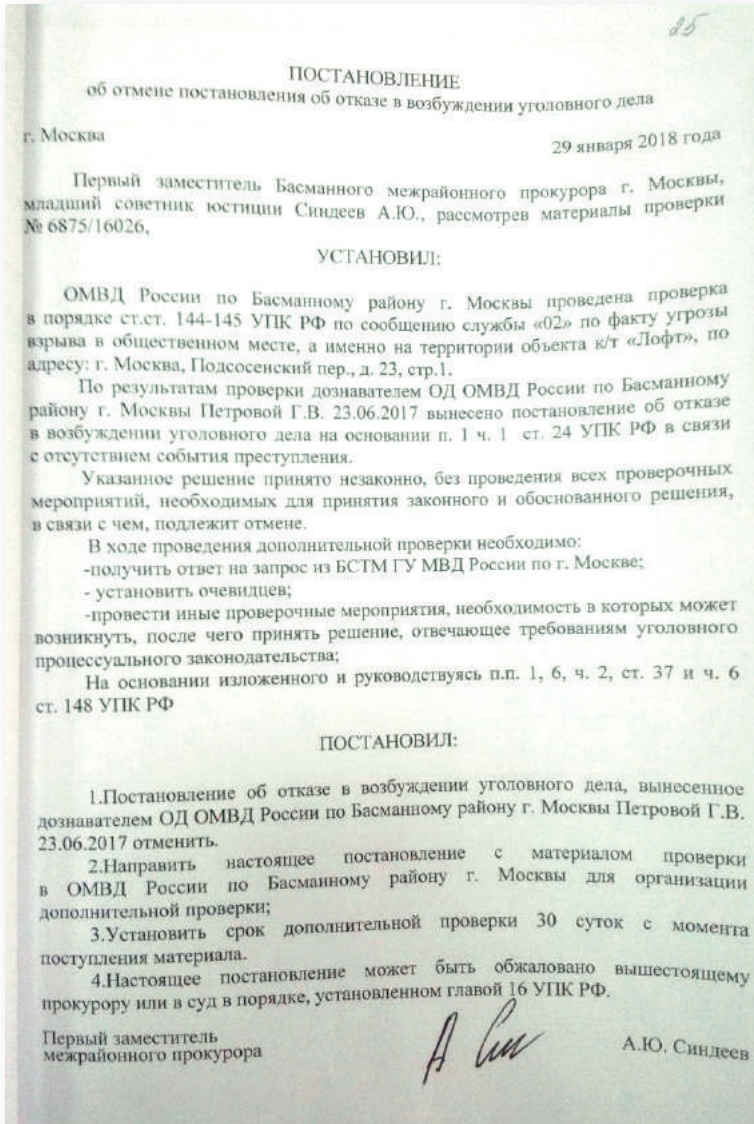 25
ПОСТАНОВЛЕНИЕ
об отмене постановления об отказе в возбуждении уголовного дела
г. Москва
29 января 2018 года
Первый заместитель Басманного межрайонного прокурора г. Москвы,
младший советник юстиции Синдеев А.Ю., рассмотрев материалы проверки
№ 6875/16026,
УСТАНОВИЛ:
ОМВД России по Басманному району г. Москвы проведена проверка
в порядке ст.ст. 144-145 УПК РФ по сообщению службы «02» по факту угрозы
взрыва в общественном месте, а именно на территории объекта к/т «Лофт», по
адресу: г. Москва, Подсосенский пер., д. 23, стр.1.
По результатам проверки дознавателем ОД ОМВД России по Басманному
району г. Москвы Петровой Г.В. 23.06.2017 вынесено постановление об отказе
в возбуждении уголовного дела на основании п. 1 ч. 1 ст. 24 УПК РФ в связи
с отсутствием события преступления.
Указанное решение принято незаконно, без проведения всех проверочных
мероприятий, необходимых для принятия законного и обоснованного решения,
в связи с чем, подлежит отмене.
В ходе проведения дополнительной проверки необходимо:
-получить ответ на запрос из БСТМ ГУ МВД России по г. Москве;
- установить очевидцев;
-провести иные проверочные мероприятия, необходимость в которых может
возникнуть, после чего принять решение, отвечающее требованиям уголовного
процессуального законодательства;
На основании изложенного и руководствуясь п.п. 1, 6, ч. 2, ст. 37 и ч. 6
ст. 148 УПК РФ
ПОСТАНОВИЛ:
1.Постановление об отказе в возбуждении уголовного дела, вынесенное
дознавателем ОД ОМВД России по Басманному району г. Москвы Петровой Г.В.
23.06.2017 отменить.
2.Направить настоящее постановление с материалом проверки
в ОМВД России по Басманному району г. Москвы для организации
дополнительной проверки;
3.Установить срок дополнительной проверки 30 суток с момента
поступления материала.
4.Настоящее постановление может быть обжаловано вышестоящему
прокурору или в суд в порядке, установленном главой 16 УПК РФ.
Первый заместитель
межрайонного прокурора
А.Ю. Синдеев